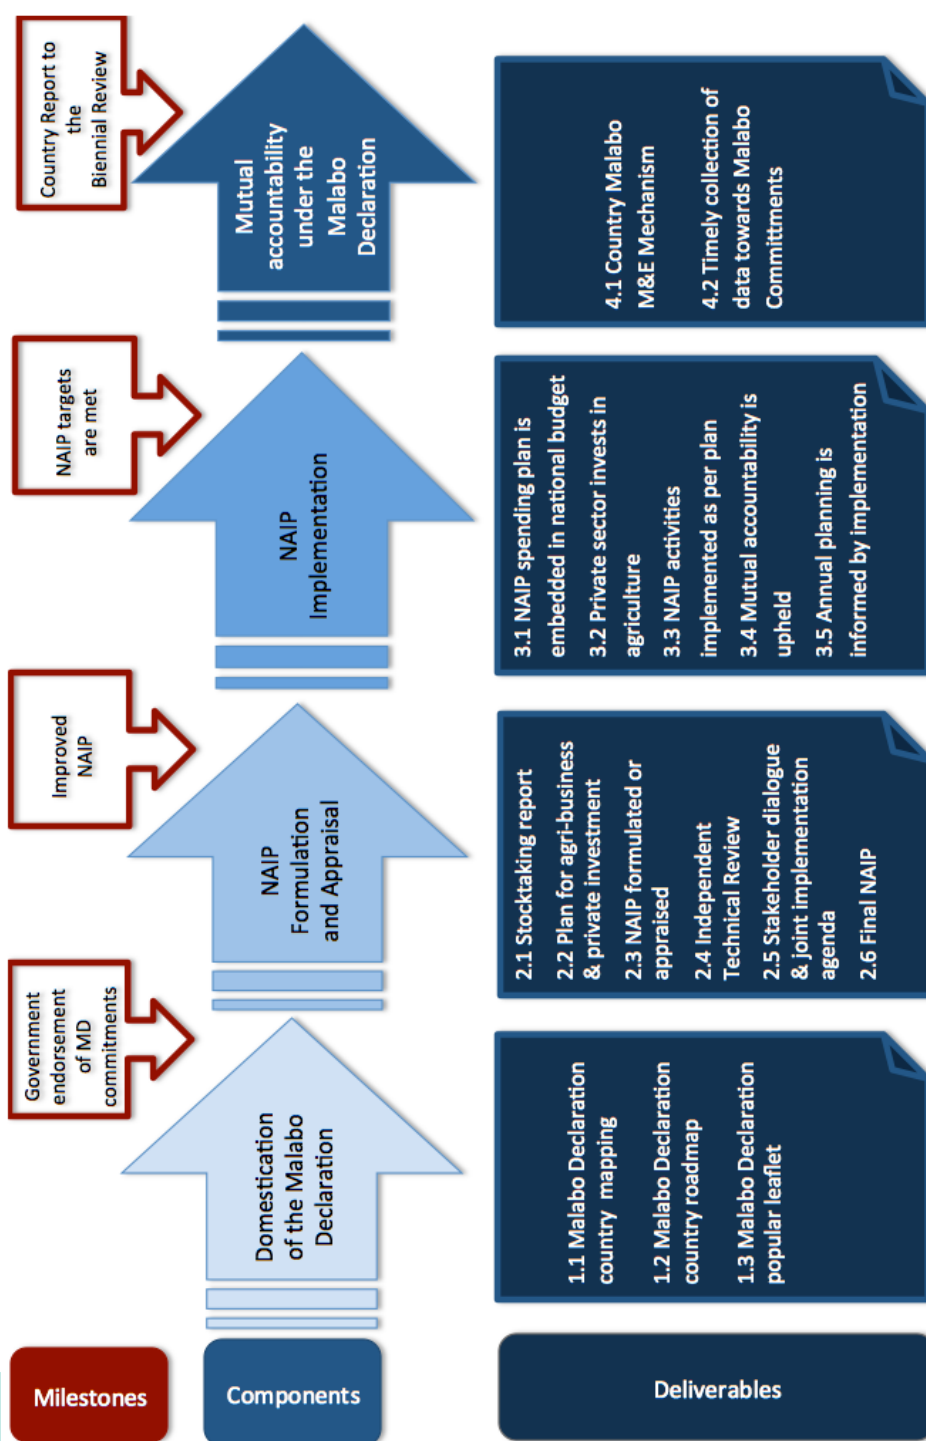 Milestones
Government
endorsement
of MD
commitments
Improved
NAIP
NAIP targets
are met
Country Report to
the
Biennial Review
Components
Domestication
of the Malabo
Declaration
NAIP
Formulation
and Appraisal
NAIP
Implementation
Mutual
accountability
under the
Malabo
Declaration
Deliverables
1.1 Malabo Declaration
country mapping
1.2 Malabo Declaration
country roadmap
1.3 Malabo Declaration
popular leaflet
2.1 Stocktaking report
2.2 Plan for agri-business
& private investment
2.3 NAIP formulated or
appraised
2.4 Independent
Technical Review
2.5 Stakeholder dialogue
& joint implementation
agenda
2.6 Final NAIP
3.1 NAIP spending plan is
embedded in national budget
3.2 Private sector invests in
agriculture
3.3 NAIP activities
implemented as per plan
3.4 Mutual accountability is
upheld
3.5 Annual planning is
informed by implementation
4.1 Country Malabo
M&E Mechanism
4.2 Timely collection of
data towards Malabo
Committments